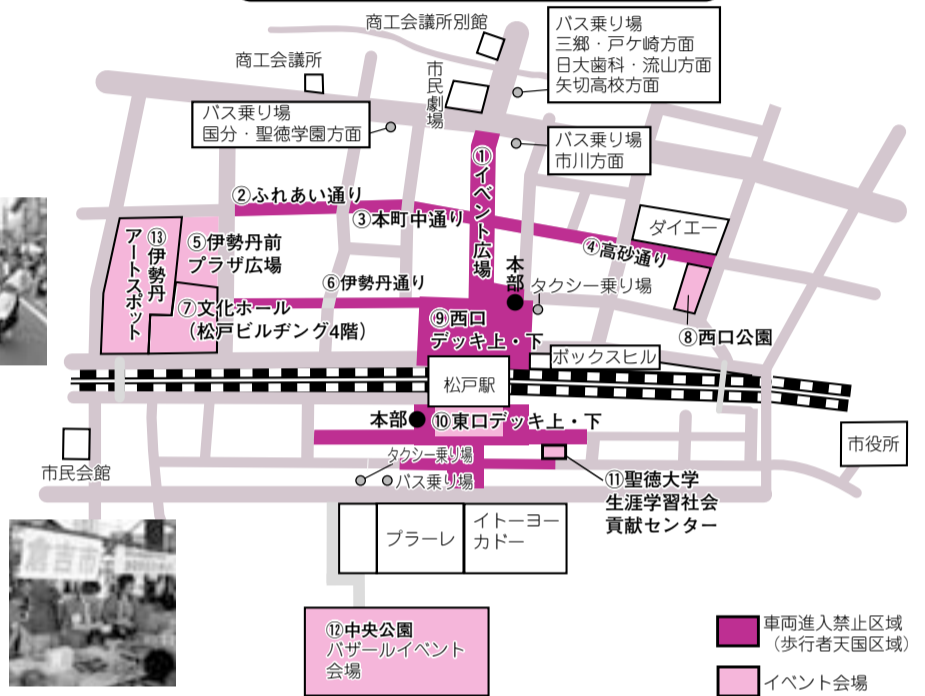 商工会議所別館
商工会議所
市民劇場
バス乗り場
三郷・戸ケ崎方面
日大歯科・流山方面
矢切高校方面
バス乗り場
国分・聖徳学園方面
バス乗り場
市川方面
①イベント広場
②ふれあい通り
③本町中通り
④高砂通り
ダイエー
⑬伊勢丹
アートスポット
⑤伊勢丹前
プラザ広場
⑥伊勢丹通り
本部
タクシー乗り場
⑦文化ホール
(松戸ビルヂング4階)
⑨西口
デッキ上・下
⑧西口公園
ボックスヒル
松戸駅
本部
⑩東口デッキ上・下
市役所
市民会館
タクシー乗り場
バス乗り場
⑪聖徳大学
生涯学習社会
貢献センター
プラーレ
イトーヨー
カドー
倉吉市
⑫中央公園
バザールイベント
会場
車両進入禁止区域
(歩行者天国区域)
イベント会場